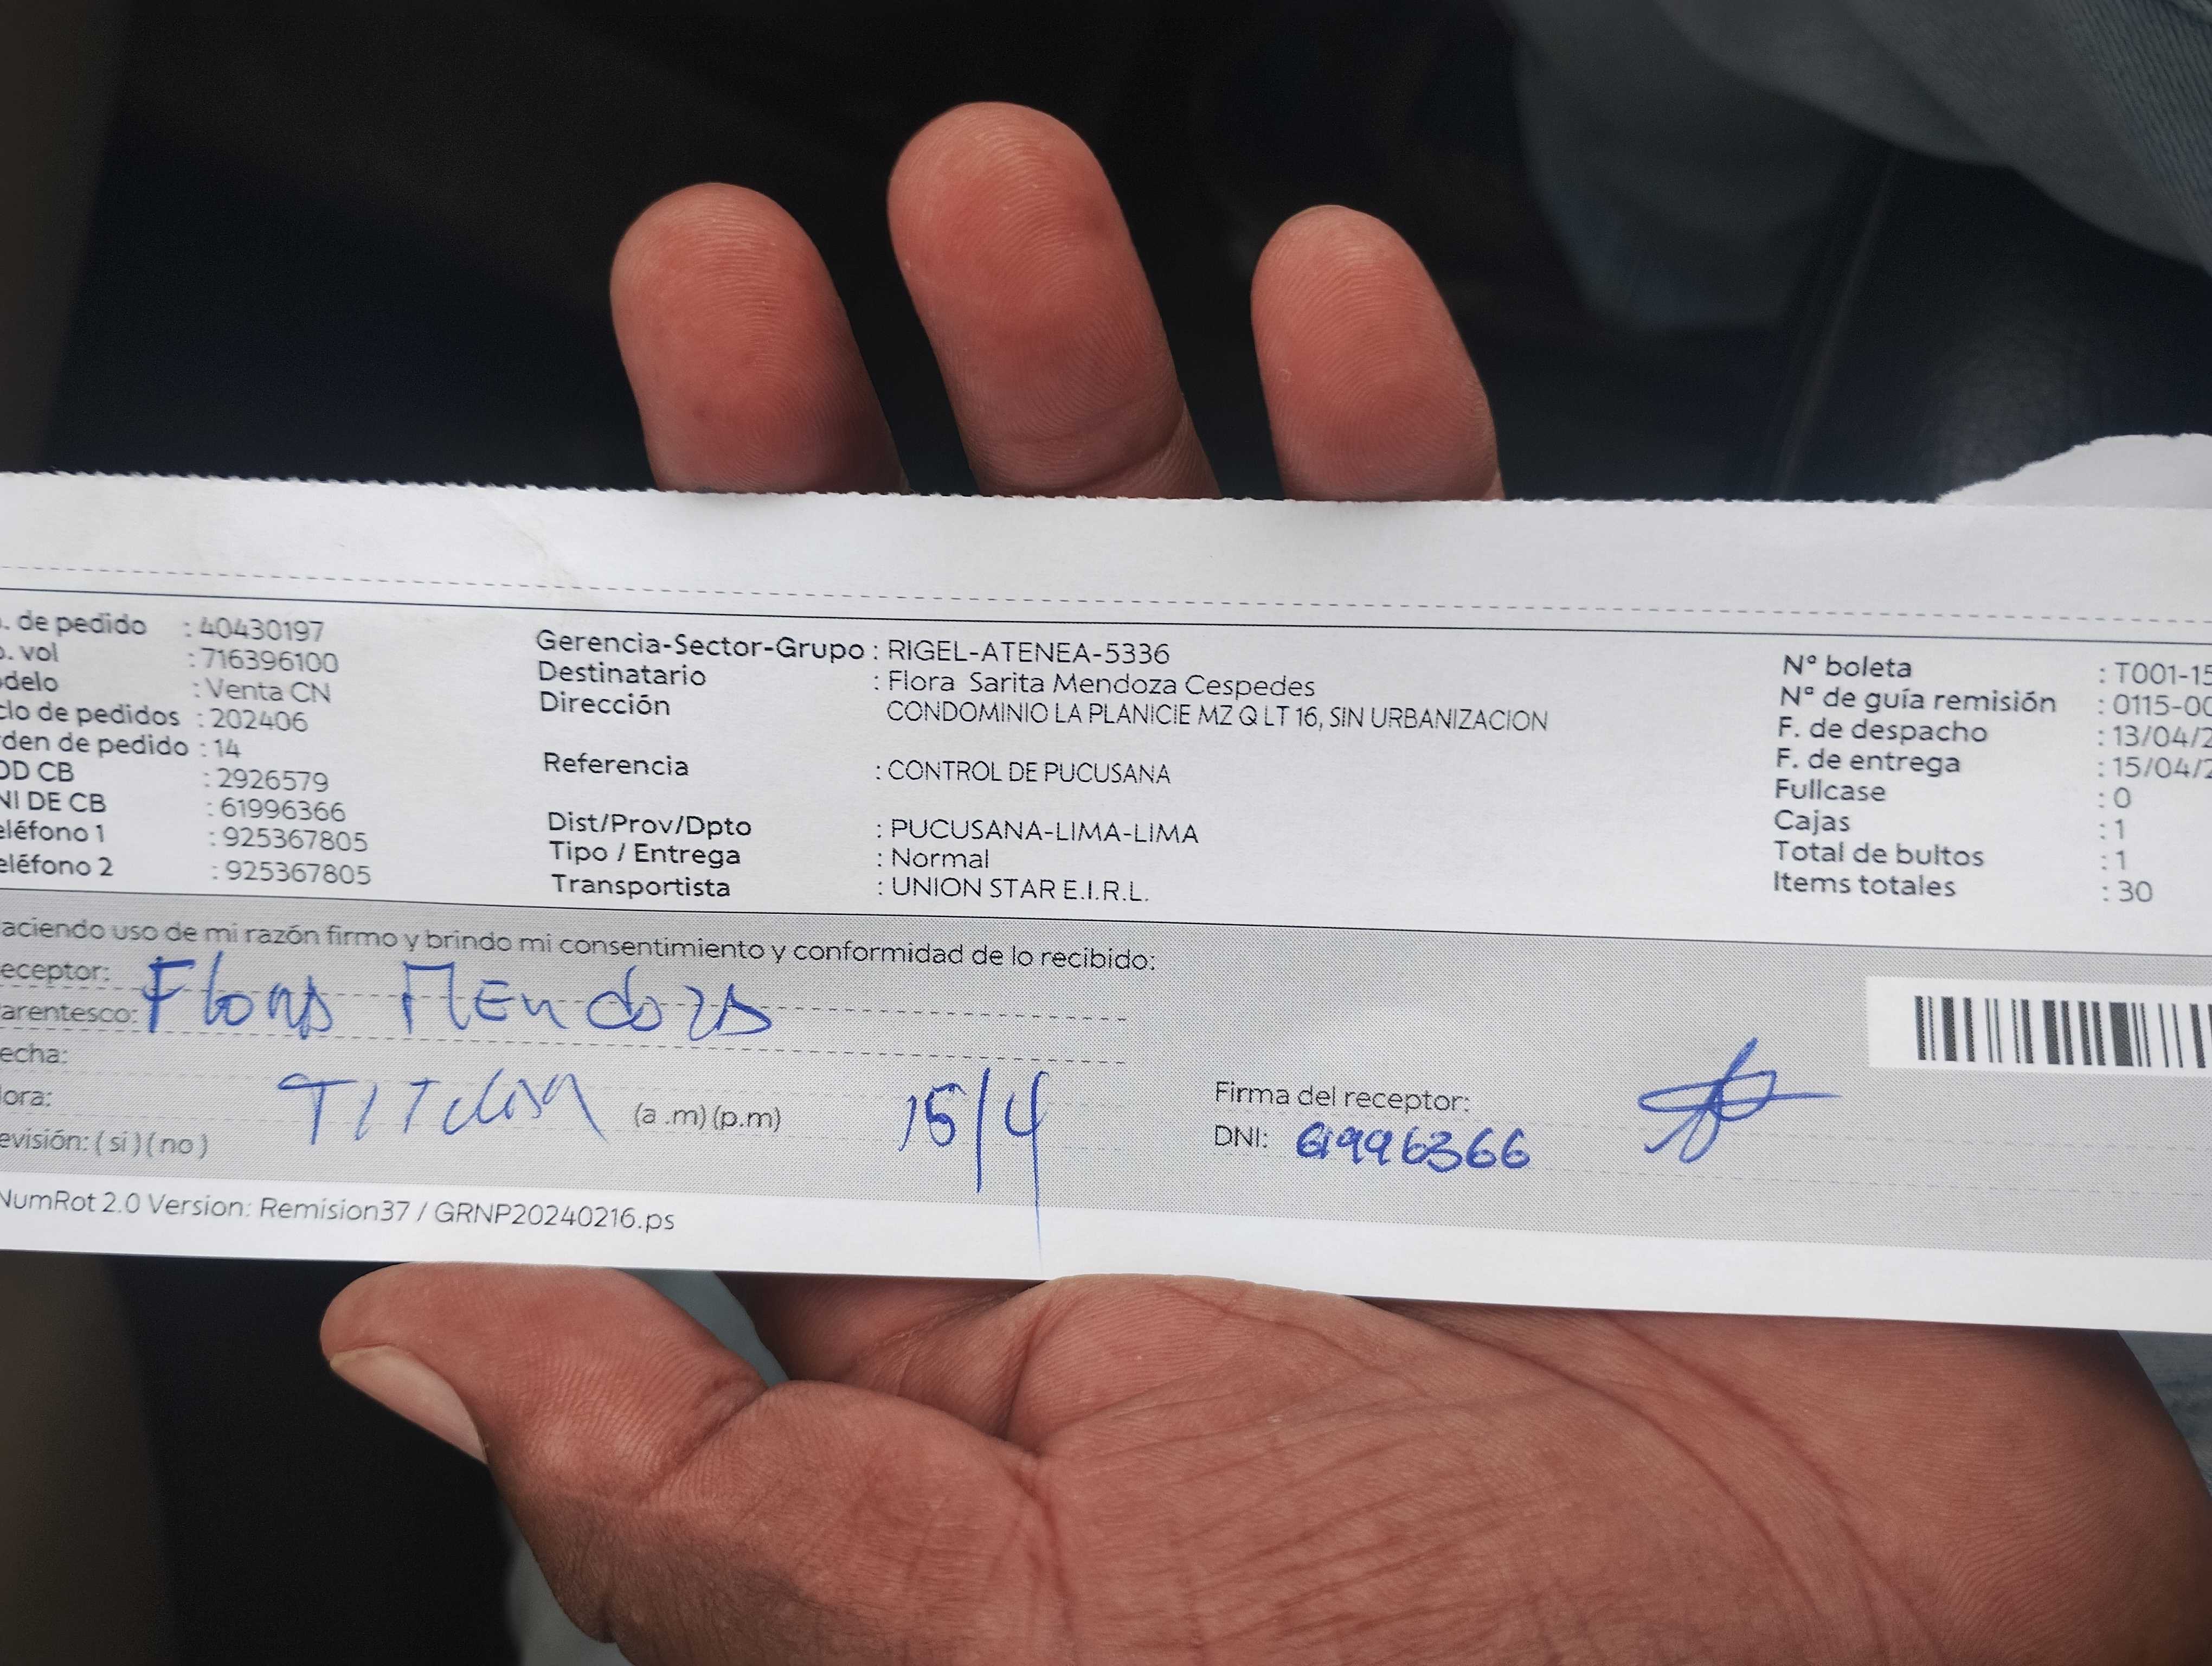 . de pedido : 40430197
o. vol : 716396100
odelo : Venta CN
clo de pedidos : 202406
rden de pedido : 14
OD CB : 2926579
NI DE CB : 61996366
eléfono 1 : 925367805
eléfono 2 : 925367805
Gerencia-Sector-Grupo : RIGEL-ATENEA-5336
Destinatario : Flora Sarita Mendoza Cespedes
Dirección CONDOMINIO LA PLANICIE MZ Q LT 16, SIN URBANIZACION
Referencia : CONTROL DE PUCUSANA
Dist/Prov/Dpto : PUCUSANA-LIMA-LIMA
Tipo / Entrega : Normal
Transportista : UNION STAR E.I.R.L.
N° boleta : T001-15
Nª de guía remisión : 0115-00
F. de despacho : 13/04/2
F. de entrega : 15/04/2
Fullcase : 0
Cajas : 1
Total de bultos : 1
Items totales : 30
aciendo uso de mi razón firmo y brindo mi consentimiento y conformidad de lo recibido:
eceptor: Flora Mendoza
arentesco:
echa:
ora: TITULAR (a .m) (p.m) 15/4
evisión: ( si ) ( no )
Firma del receptor:
DNI: 61996366
NumRot 2.0 Version: Remision37 / GRNP20240216.ps